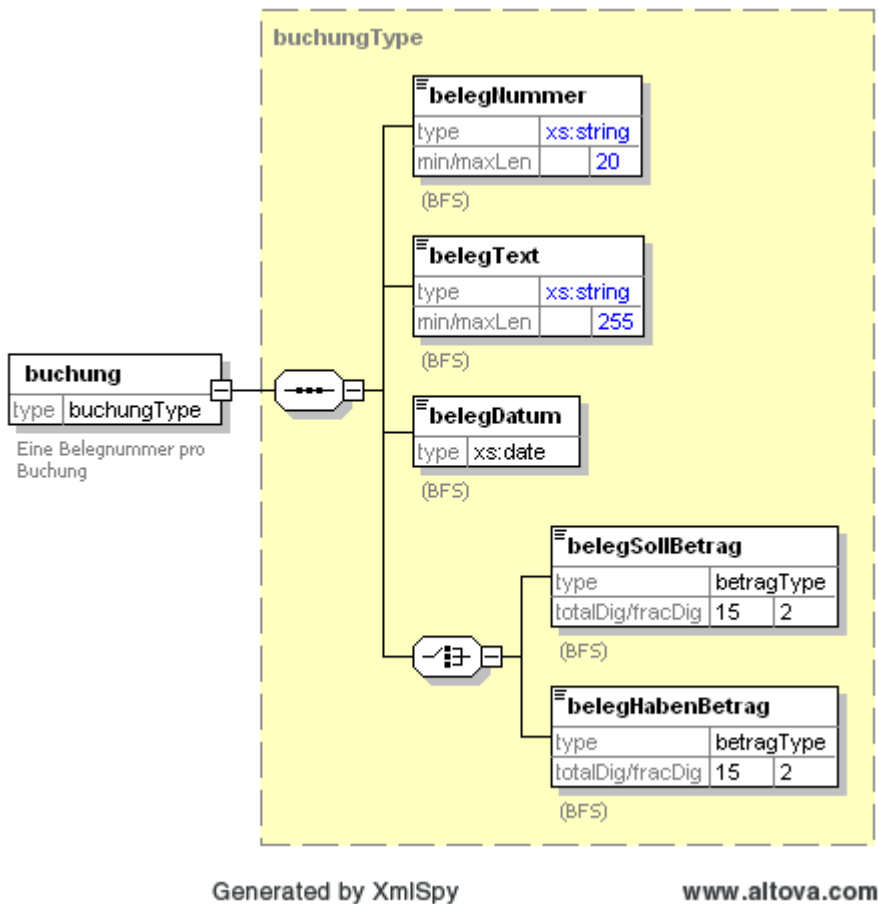 buchungType
belegNummer
type xs:string
min/maxLen 20
(BFS)
belegText
type xs:string
min/maxLen 255
(BFS)
buchung
type buchungType
Eine Belegnummer pro
Buchung
belegDatum
type xs:date
(BFS)
belegSollBetrag
type betragType
totalDig/fracDig 15 2
(BFS)
belegHabenBetrag
type betragType
totalDig/fracDig 15 2
(BFS)
Generated by XmlSpy www.altova.com